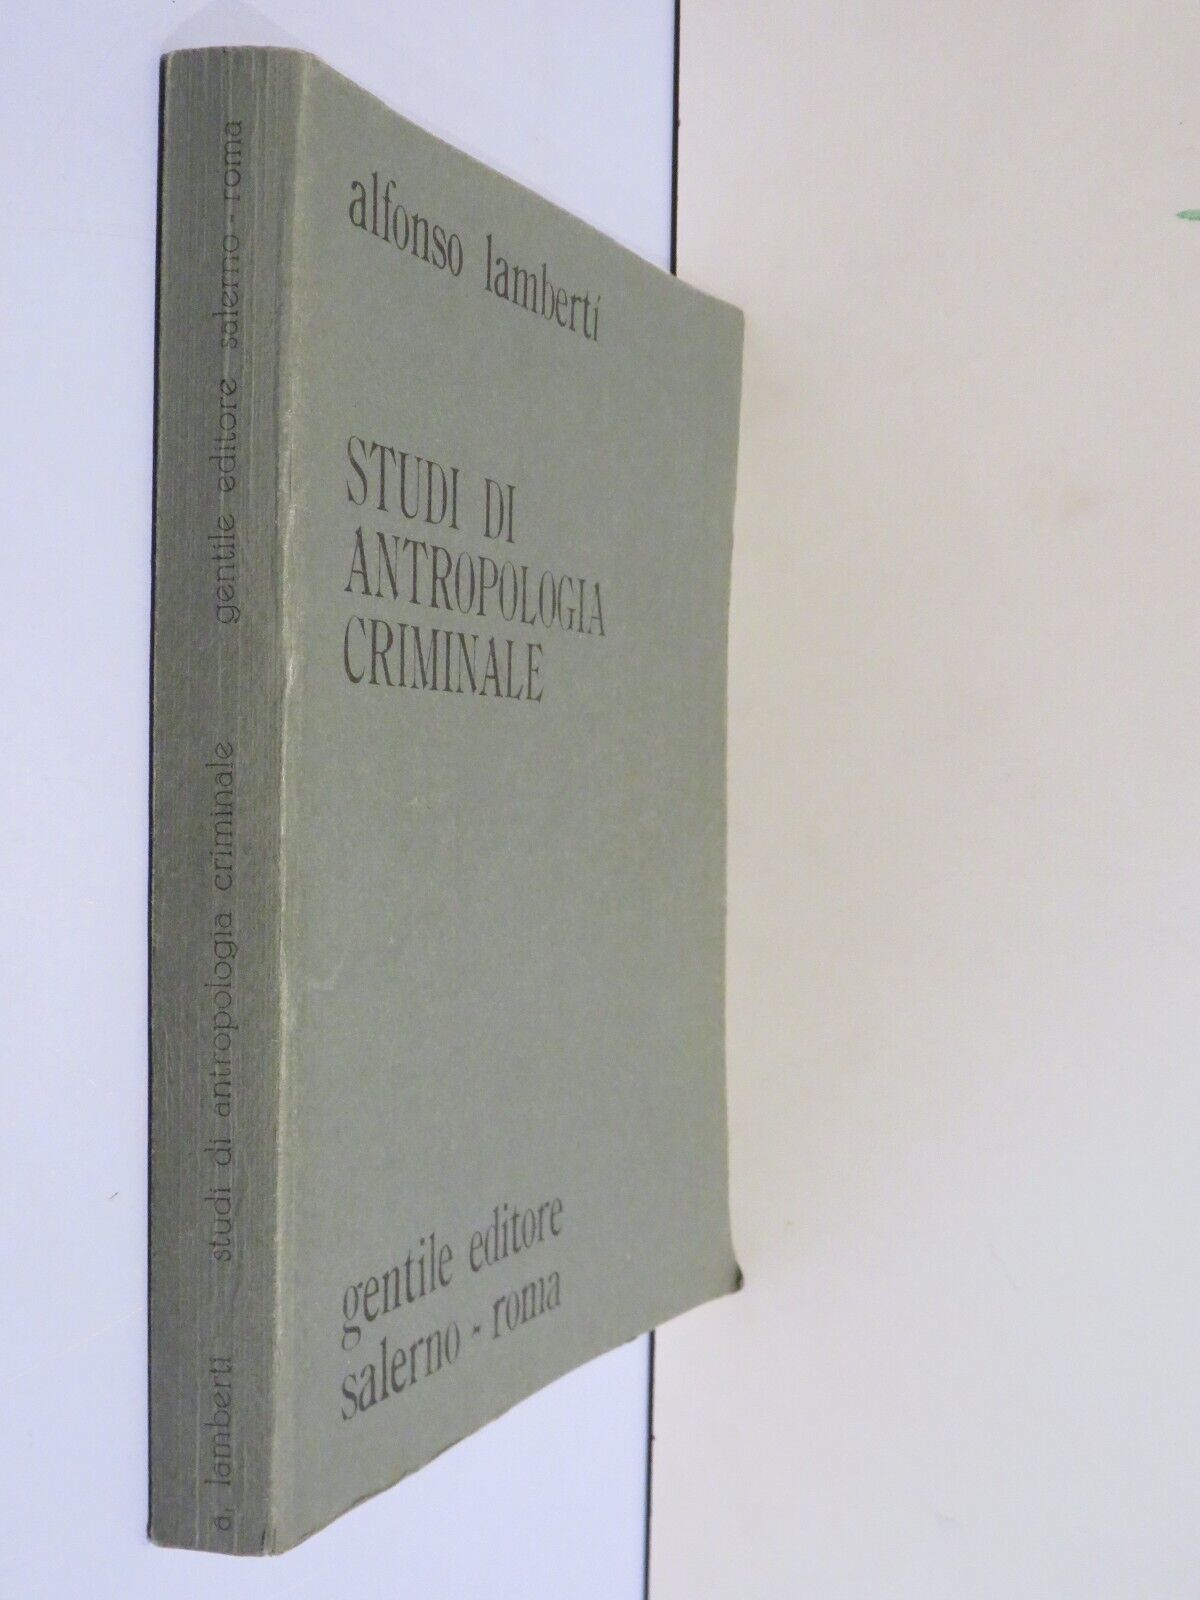 alfonso lamberti
STUDI DI
ANTROPOLOGIA
CRIMINALE
gentile editore
salerno - roma
a. lamberti studi di antropologia criminale gentile editore salerno - roma